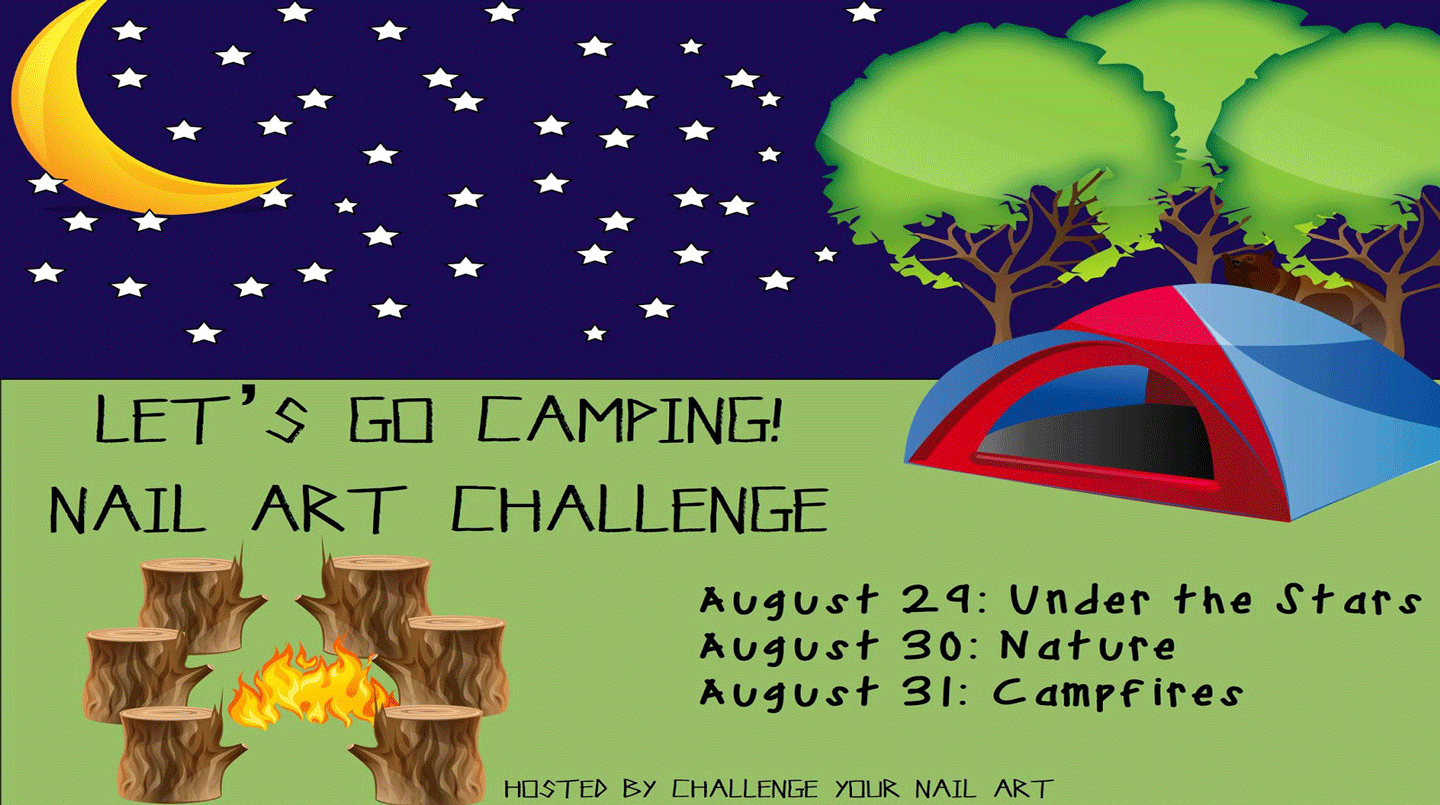 LET'S GO CAMPING!
NAIL ART CHALLENGE
August 29: Under the Stars
August 30: Nature
August 31: Campfires
HOSTED BY CHALLENGE YOUR NAIL ART